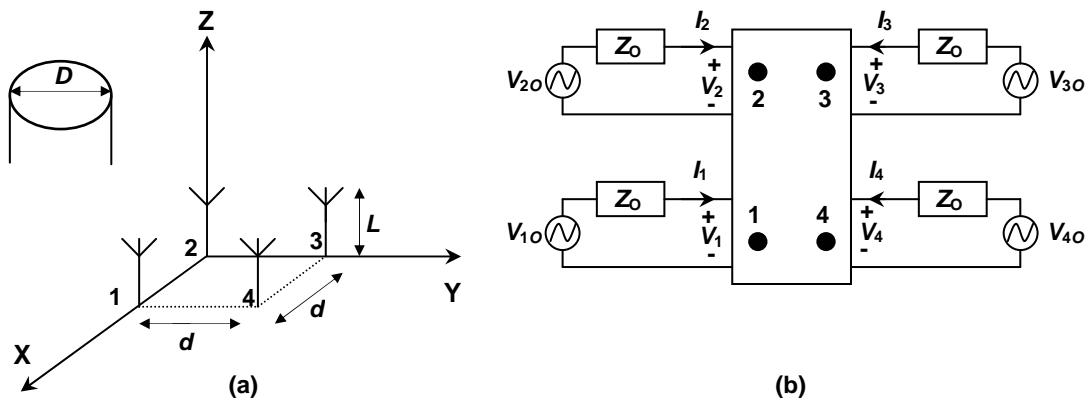 Z
D
2
3
L
1
4
Y
d
d
X
(a)
I2
I3
ZO
ZO
V2O
+
V2
-
+
V3
-
V3O
2
3
I1
I4
ZO
ZO
V1O
+
V1
-
+
V4
-
V4O
1
4
(b)